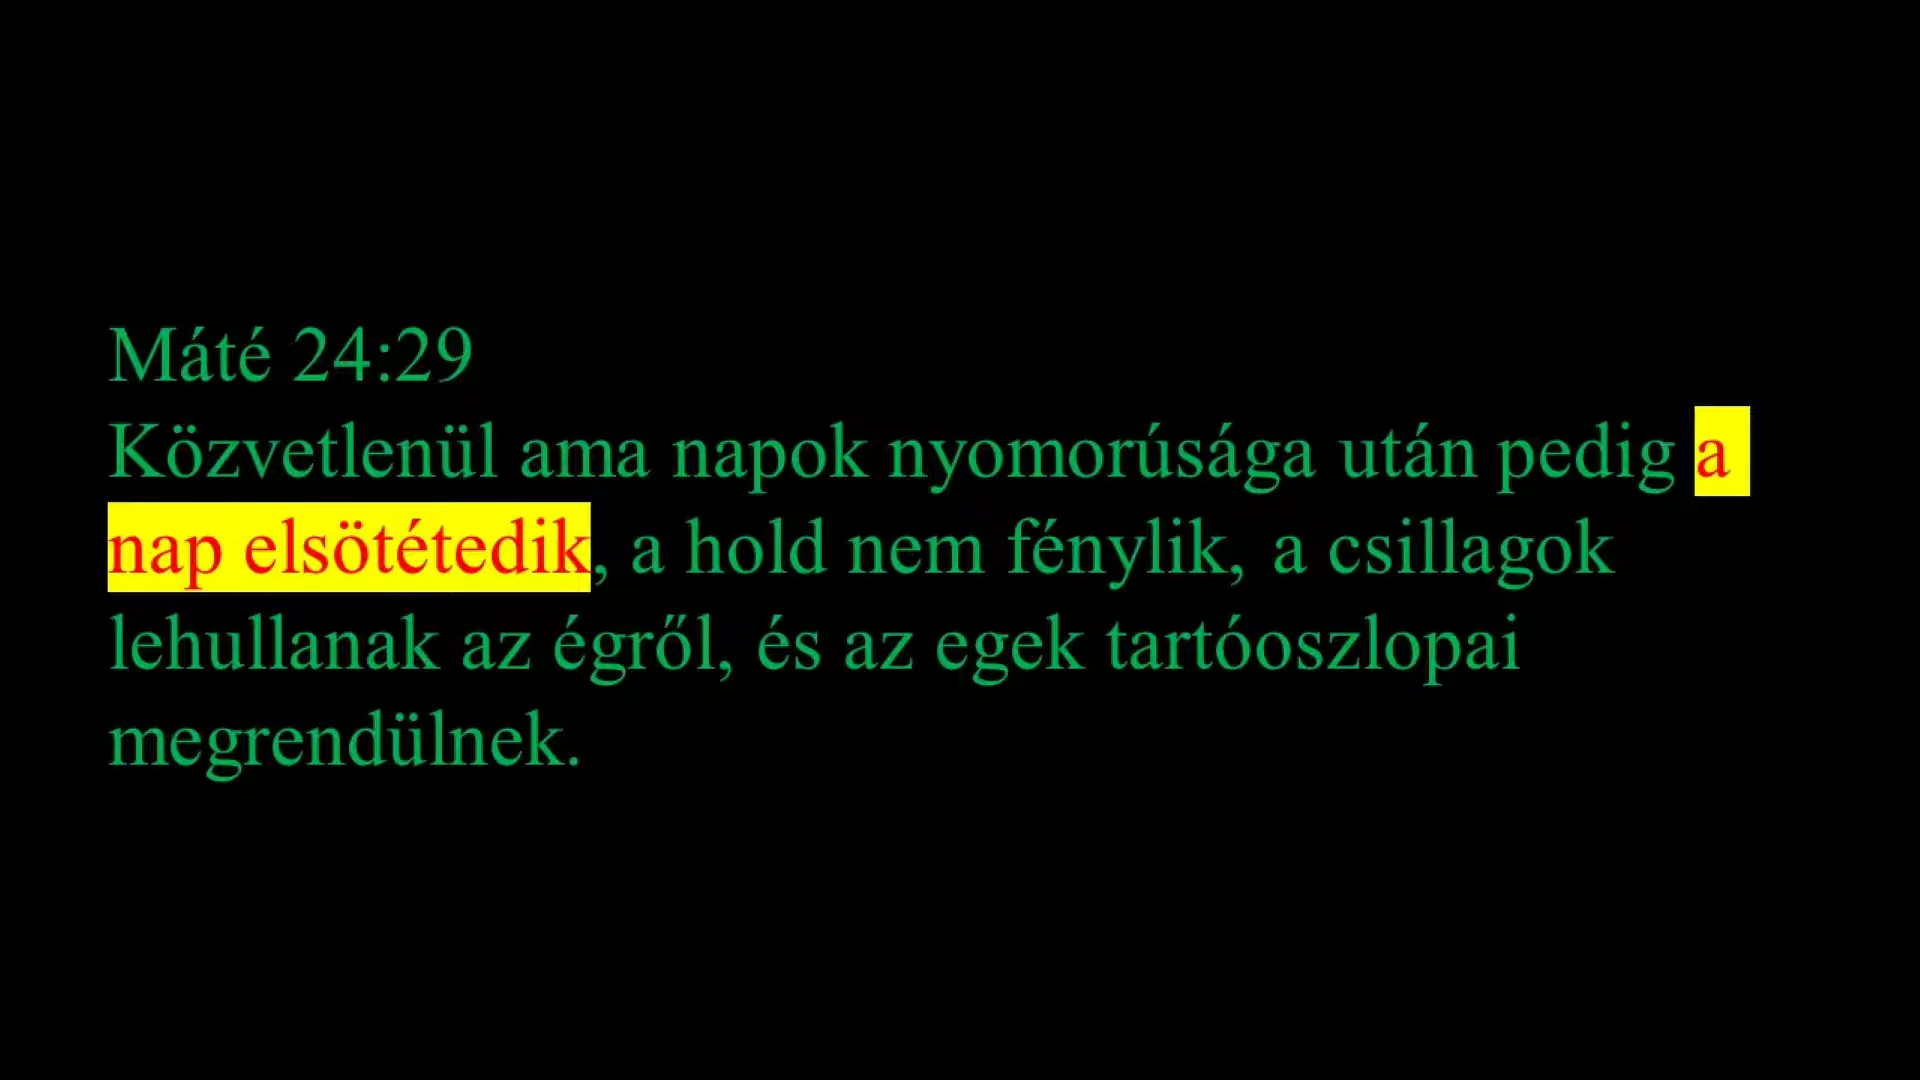 Máté 24:29
Közvetlenül ama napok nyomorúsága után pedig a
nap elsötétedik, a hold nem fénylik, a csillagok
lehullanak az égről, és az egek tartóoszlopai
megrendülnek.